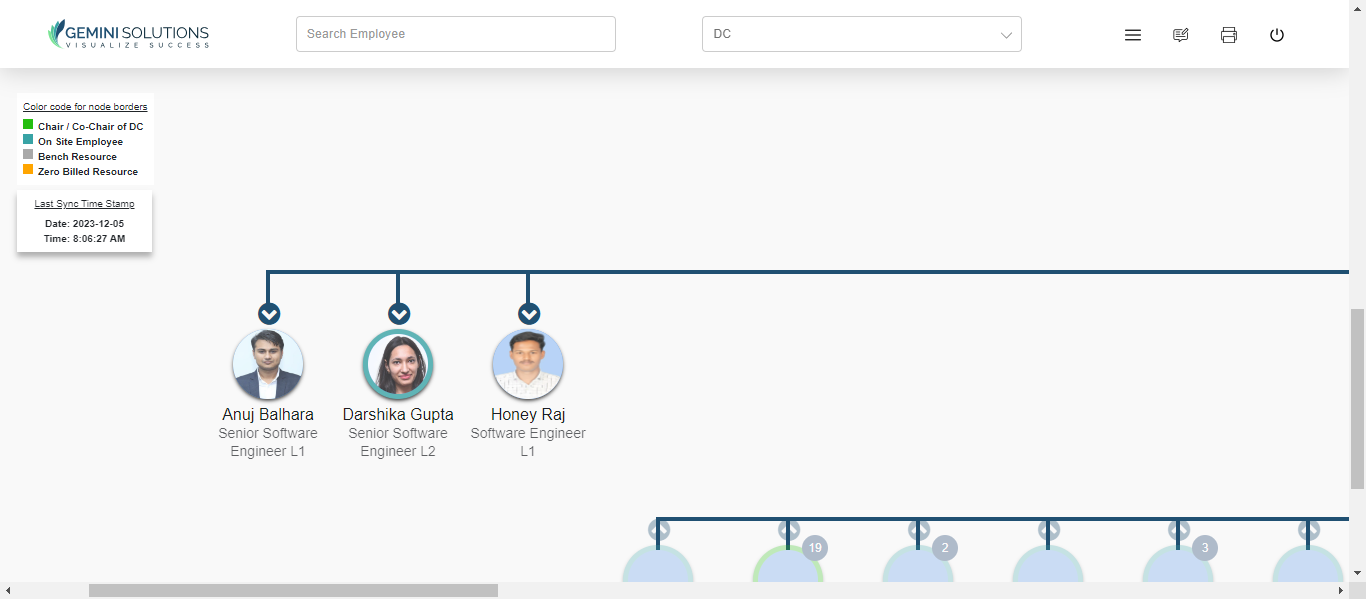 GEMINI SOLUTIONS
VISUALIZE SUCCESS
Search Employee
DC
Color code for node borders
Chair / Co-Chair of DC
On Site Employee
Bench Resource
Zero Billed Resource
Last Sync Time Stamp
Date: 2023-12-05
Time: 8:06:27 AM
Anuj Balhara
Senior Software
Engineer L1
Darshika Gupta
Senior Software
Engineer L2
Honey Raj
Software Engineer
L1
19
2
3